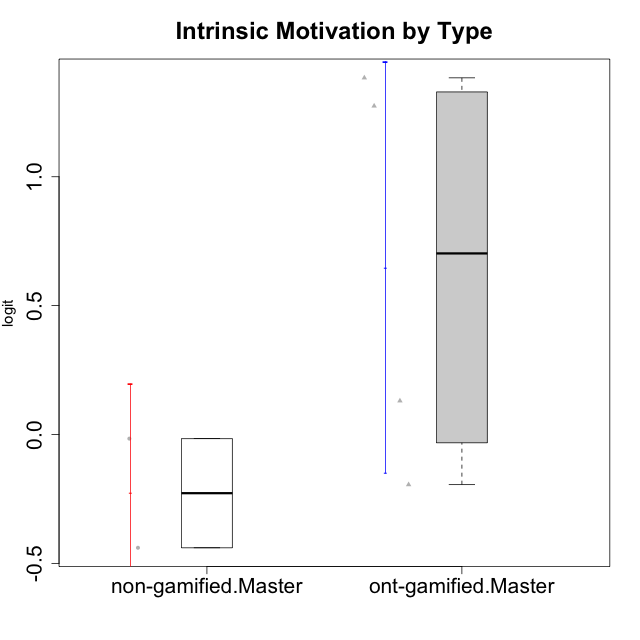 Intrinsic Motivation by Type
logit
1.0
0.5
0.0
-0.5
non-gamified.Master
ont-gamified.Master